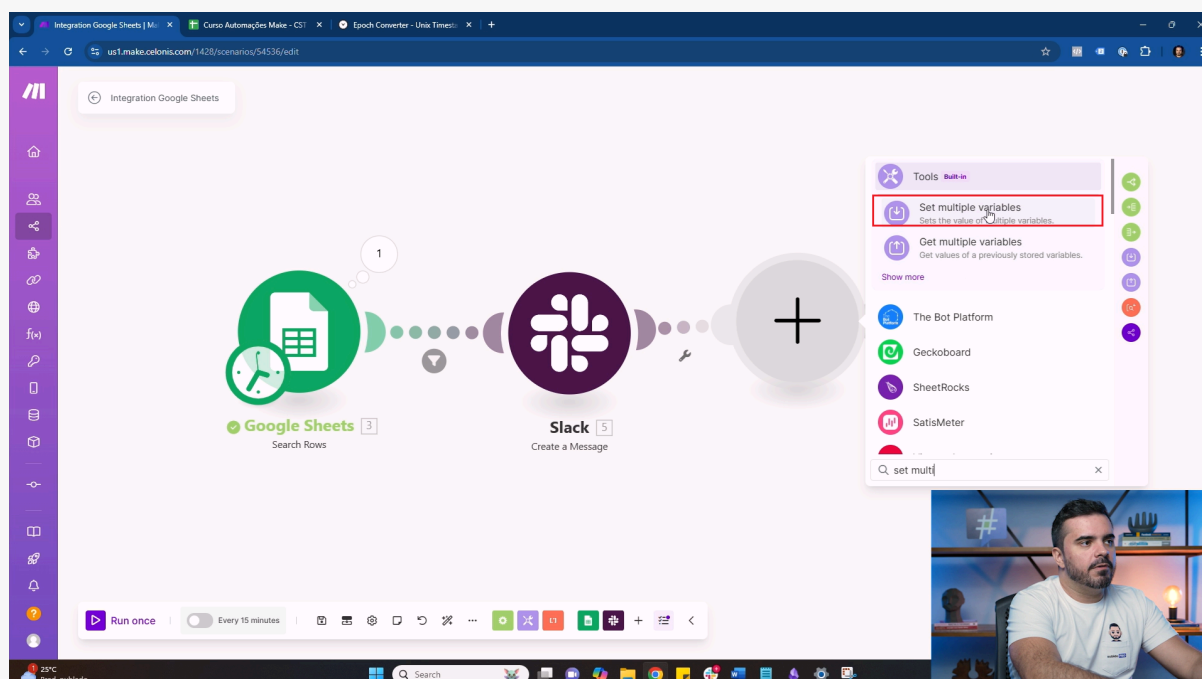 Integration Google Sheets | Ma
Curso Automações Make - CST
Epoch Converter - Unix Timesta
us1.make.celonis.com/1428/scenarios/54536/edit
Integration Google Sheets
1
Google Sheets 3
Search Rows
Slack 5
Create a Message
Tools Built-in
Set multiple variables
Sets the value of multiple variables.
Get multiple variables
Get values of a previously stored variables.
Show more
The Bot Platform
Geckoboard
SheetRocks
SatisMeter
set multi
Run once
Every 15 minutes
1
25°C
Search